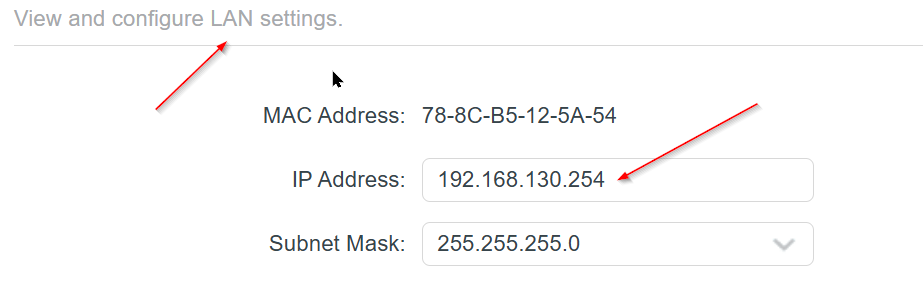 View and configure LAN settings.
MAC Address: 78-8C-B5-12-5A-54
IP Address: 192.168.130.254
Subnet Mask: 255.255.255.0